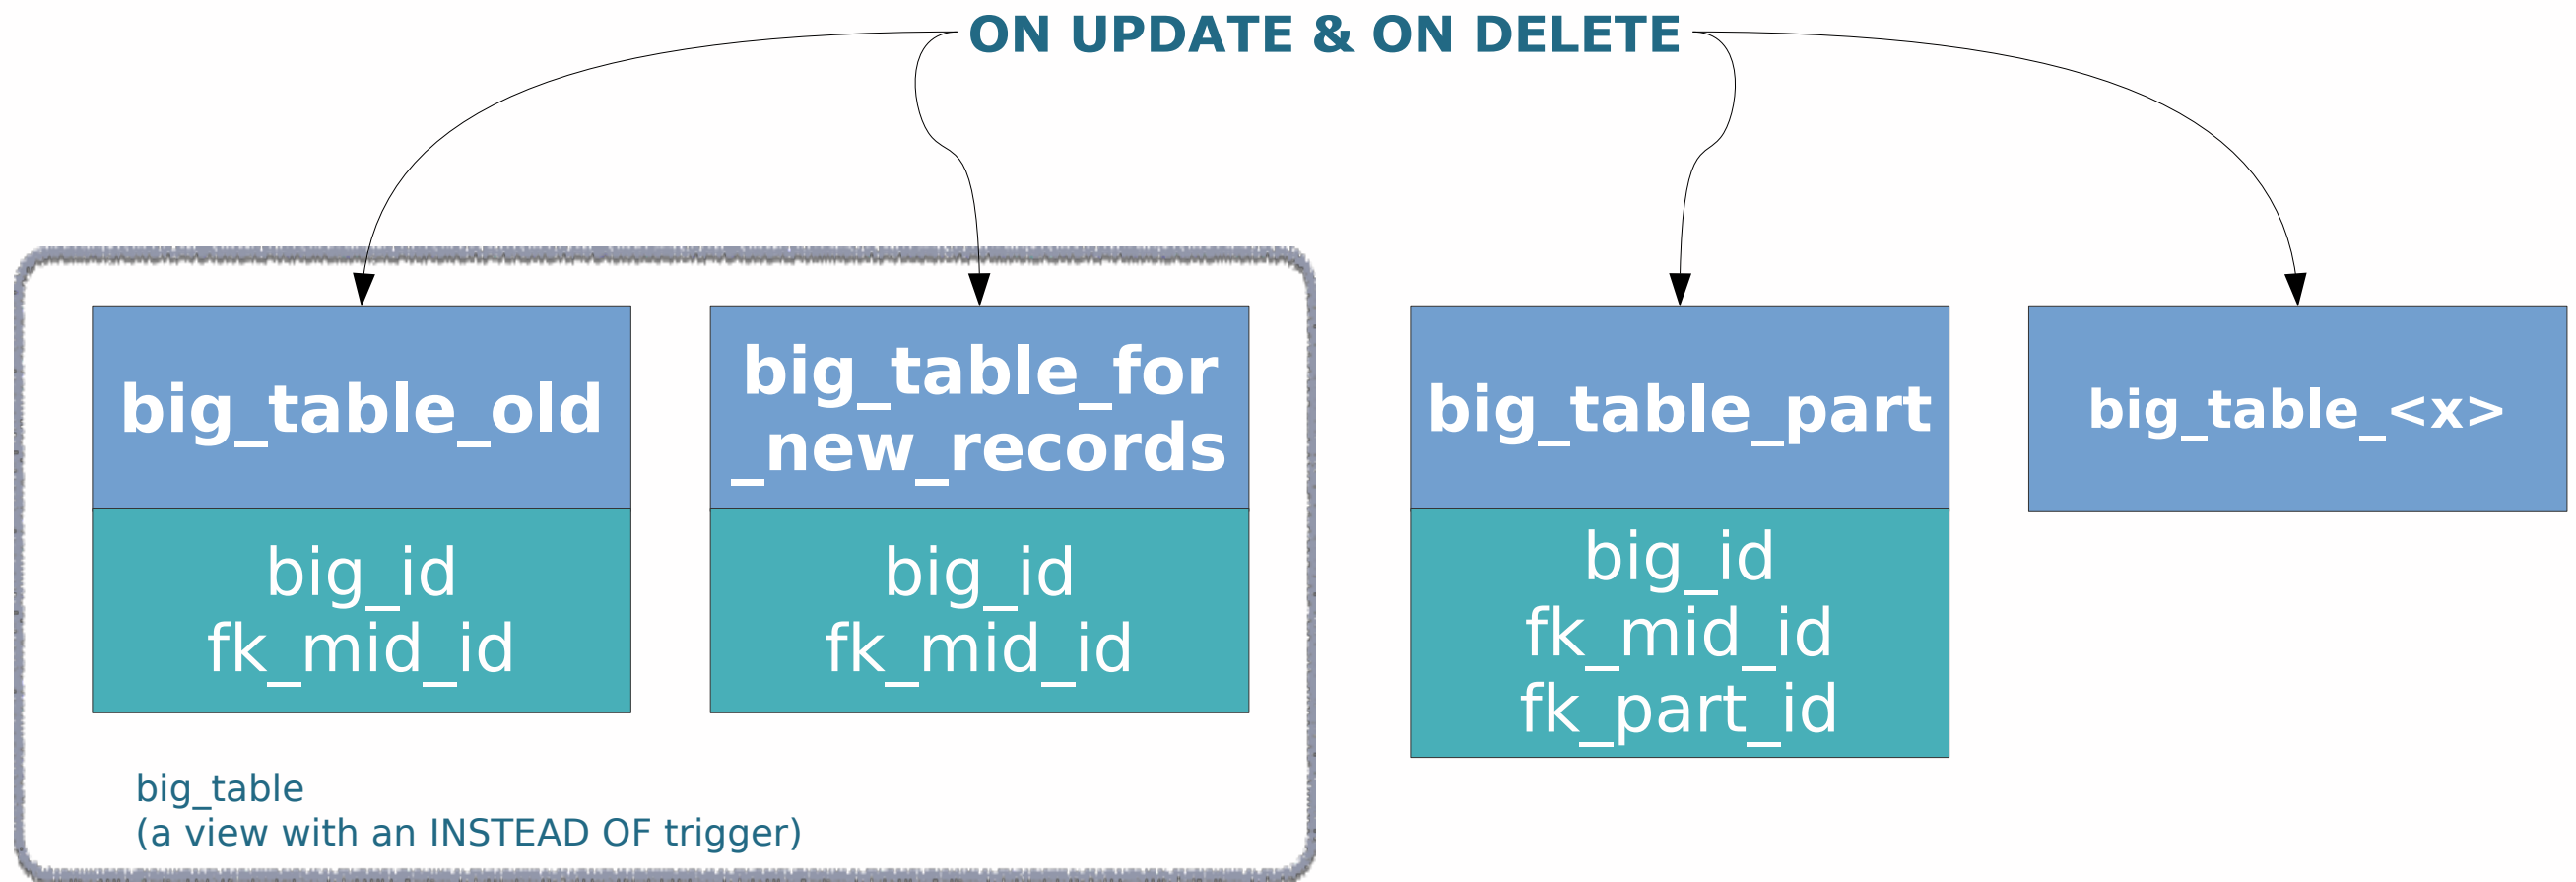 ON UPDATE & ON DELETE
big_table_old
big_table_for
_new_records
big_table_part
big_table_<x>
big_id
fk_mid_id
big_id
fk_mid_id
big_id
fk_mid_id
fk_part_id
big_table
(a view with an INSTEAD OF trigger)